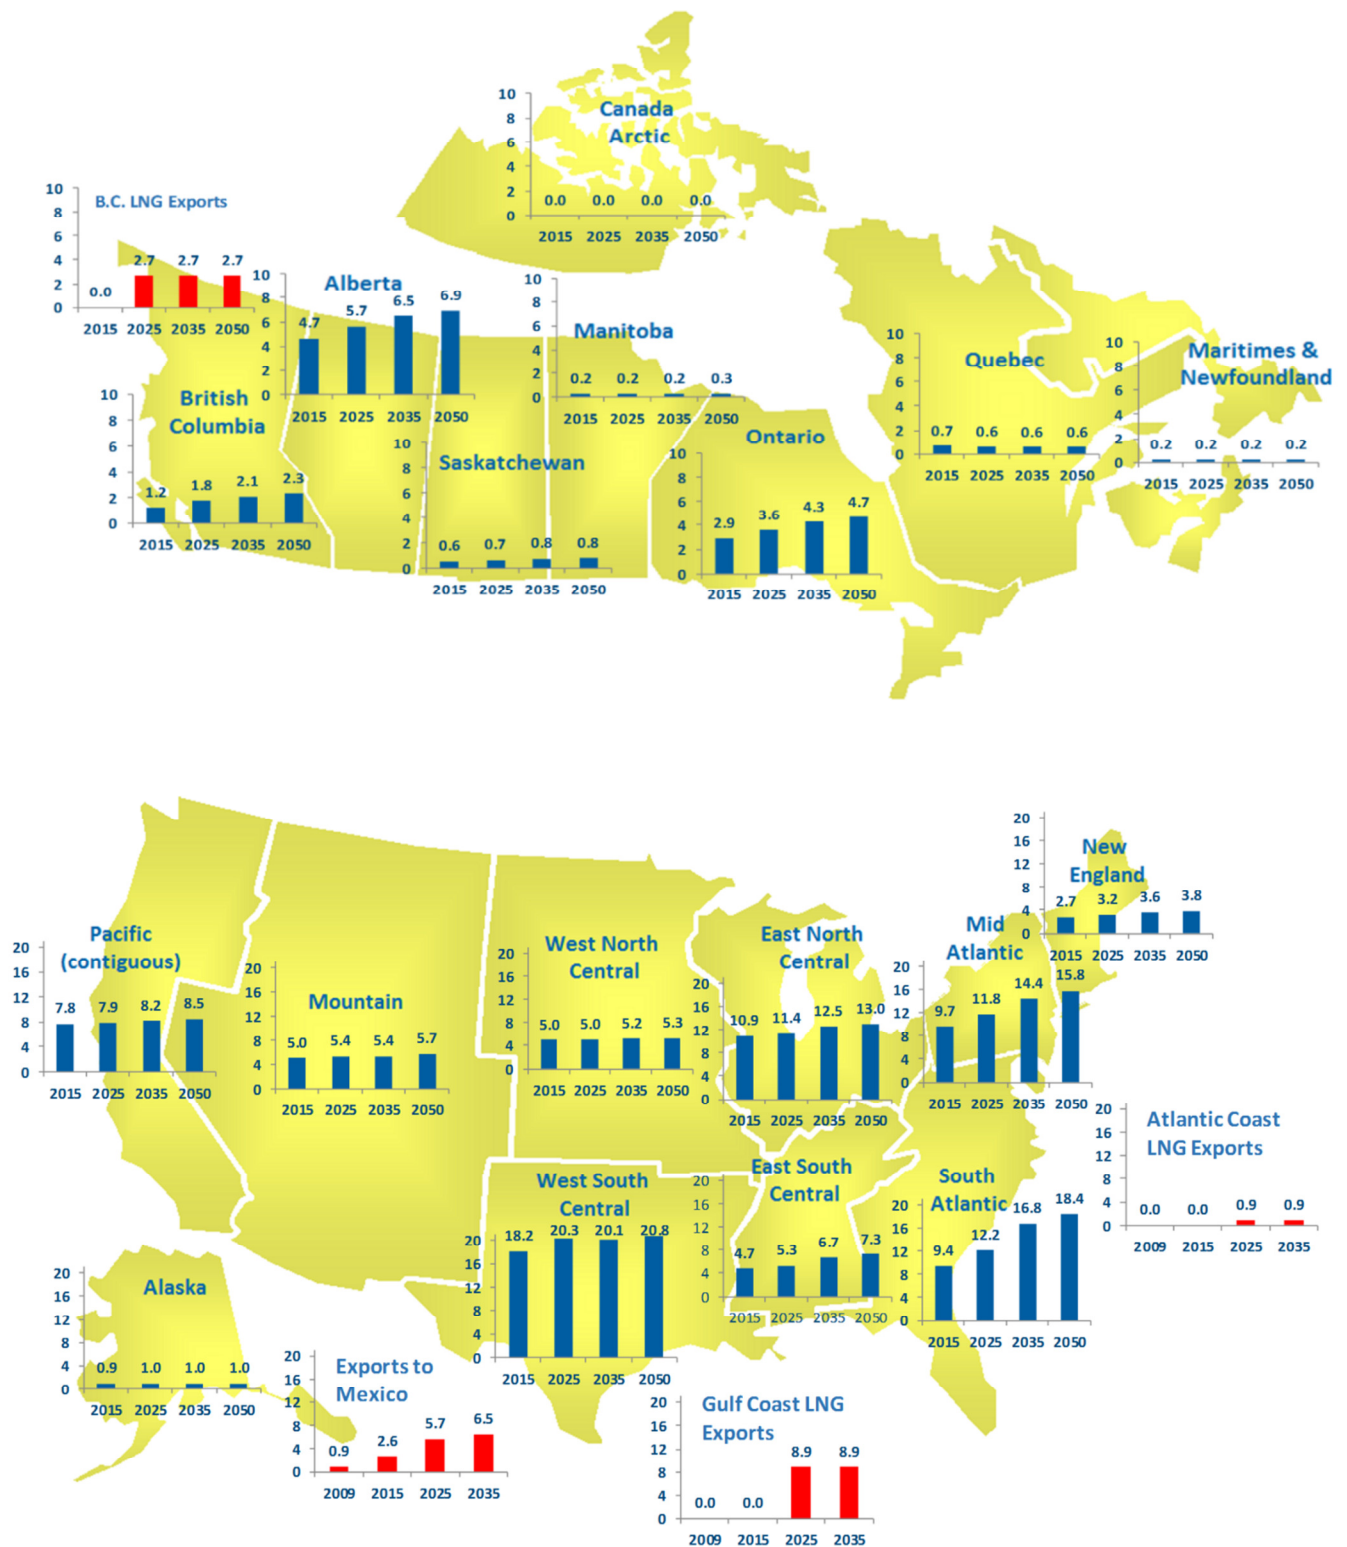 Canada
Arctic
10
8
6
4
2
0
0.0 0.0 0.0 0.0
2015 2025 2035 2050
B.C. LNG Exports
10
8
6
4
2
0
0.0 2.7 2.7 2.7
2015 2025 2035 2050
Alberta
10
8
6
4
2
0
4.7 5.7 6.5 6.9
2015 2025 2035 2050
Manitoba
10
8
6
4
2
0
0.2 0.2 0.2 0.3
2015 2025 2035 2050
Quebec
10
8
6
4
2
0
0.7 0.6 0.6 0.6
2015 2025 2035 2050
Maritimes &
Newfoundland
10
8
6
4
2
0
0.2 0.2 0.2 0.2
2015 2025 2035 2050
British
Columbia
10
8
6
4
2
0
1.2 1.8 2.1 2.3
2015 2025 2035 2050
Saskatchewan
10
8
6
4
2
0
0.6 0.7 0.8 0.8
2015 2025 2035 2050
Ontario
10
8
6
4
2
0
2.9 3.6 4.3 4.7
2015 2025 2035 2050
New
England
20
16
12
8
4
0
2.7 3.2 3.6 3.8
2015 2025 2035 2050
Pacific
(contiguous)
20
16
12
8
4
0
7.8 7.9 8.2 8.5
2015 2025 2035 2050
Mountain
20
16
12
8
4
0
5.0 5.4 5.4 5.7
2015 2025 2035 2050
West North
Central
20
16
12
8
4
0
5.0 5.0 5.2 5.3
2015 2025 2035 2050
East North
Central
20
16
12
8
4
0
10.9 11.4 12.5 13.0
2015 2025 2035 2050
Mid
Atlantic
20
16
12
8
4
0
9.7 11.8 14.4 15.8
2015 2025 2035 2050
Atlantic Coast
LNG Exports
20
16
12
8
4
0
0.0 0.0 0.9 0.9
2009 2015 2025 2035
West South
Central
20
16
12
8
4
0
18.2 20.3 20.1 20.8
2015 2025 2035 2050
East South
Central
20
16
12
8
4
0
4.7 5.3 6.7 7.3
2015 2025 2035 2050
South
Atlantic
20
16
12
8
4
0
9.4 12.2 16.8 18.4
2015 2025 2035 2050
Alaska
20
16
12
8
4
0
0.9 1.0 1.0 1.0
2015 2025 2035 2050
Exports to
Mexico
20
16
12
8
4
0
0.9 2.6 5.7 6.5
2009 2015 2025 2035
Gulf Coast LNG
Exports
20
16
12
8
4
0
0.0 0.0 8.9 8.9
2009 2015 2025 2035